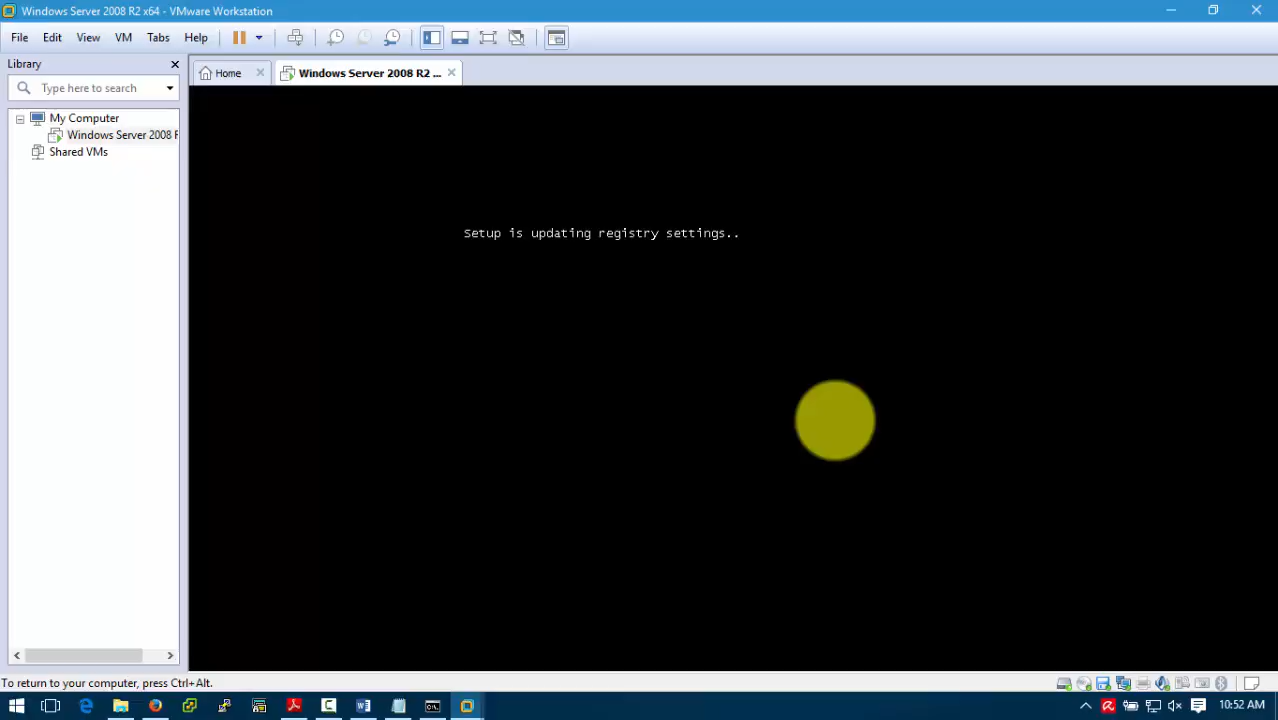 Windows Server 2008 R2 x64 - VMware Workstation
File Edit View VM Tabs Help
Library
Type here to search
Home
Windows Server 2008 R2 ...
My Computer
Windows Server 2008 F
Shared VMs
Setup is updating registry settings..
To return to your computer, press Ctrl+Alt.
10:52 AM